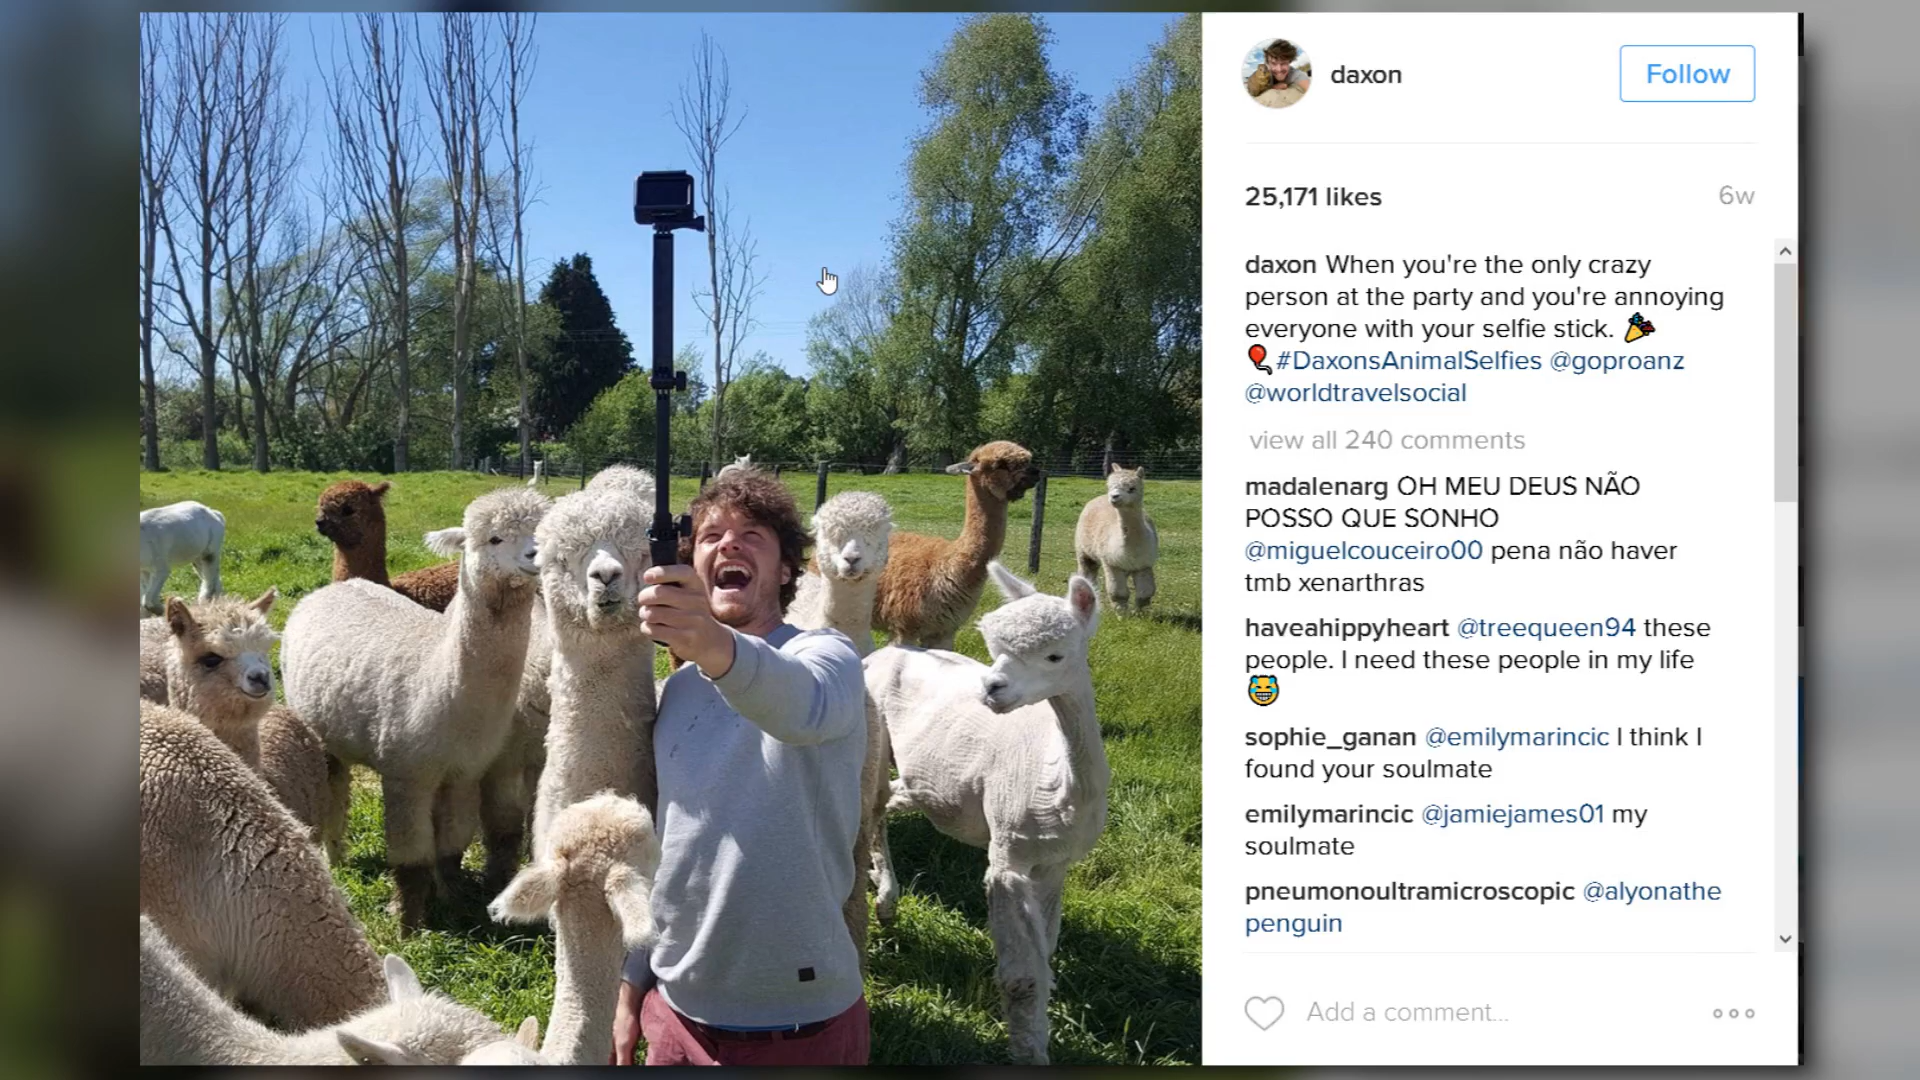 daxon
Follow
25,171 likes
6w
daxon When you're the only crazy
person at the party and you're annoying
everyone with your selfie stick. 🎉
🎈#DaxonsAnimalSelfies @goproanz
@worldtravelsocial
view all 240 comments
madalenarg OH MEU DEUS NÃO
POSSO QUE SONHO
@miguelcouceiro00 pena não haver
tmb xenarthras
haveahippyheart @treequeen94 these
people. I need these people in my life
😹
sophie_ganan @emilymarincic I think I
found your soulmate
emilymarincic @jamiejames01 my
soulmate
pneumonoultramicroscopic @alyonathe
penguin
Add a comment...